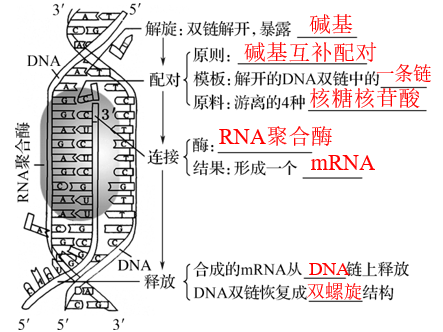 3′ 5′
解旋:双链解开,暴露 碱基
DNA
原则: 碱基互补配对
配对 模板:解开的DNA双链中的一条链
原料:游离的4种 核糖核苷酸
3′
RNA聚合酶
酶: RNA聚合酶
连接
结果:形成一个 mRNA
DNA
合成的mRNA从 DNA链上释放
释放
DNA双链恢复成双螺旋结构
5′ 5′ 3′